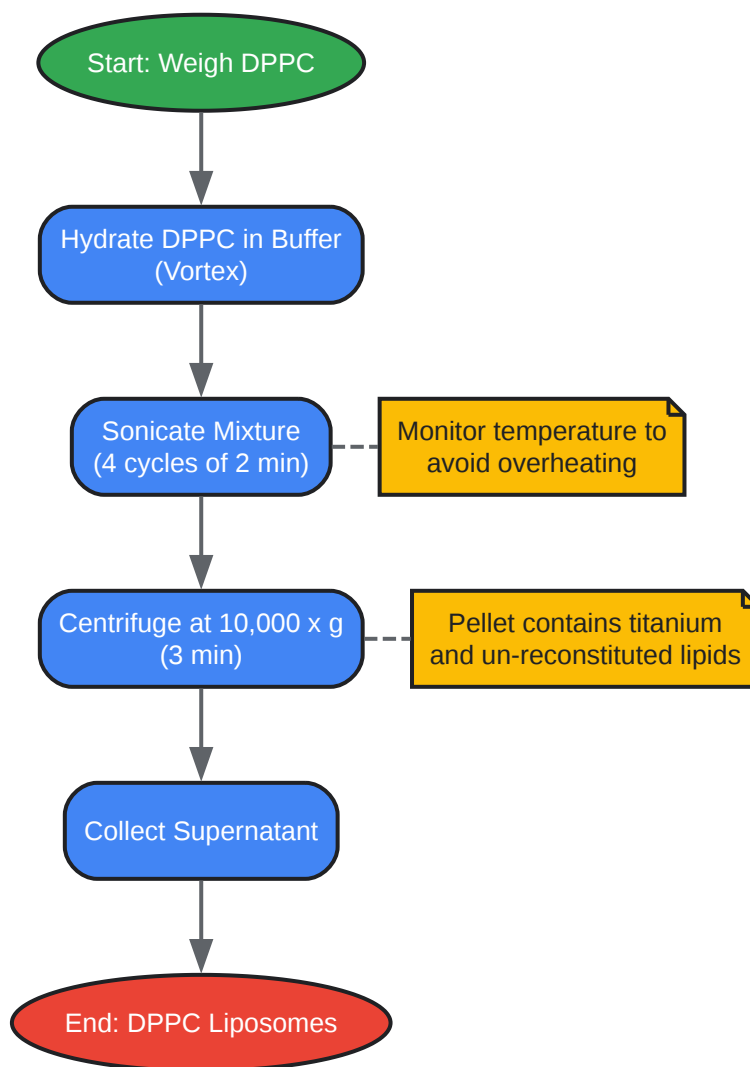 Start: Weigh DPPC
Hydrate DPPC in Buffer
(Vortex)
Sonicate Mixture
(4 cycles of 2 min)
Monitor temperature to
avoid overheating
Centrifuge at 10,000 x g
(3 min)
Pellet contains titanium
and un-reconstituted lipids
Collect Supernatant
End: DPPC Liposomes